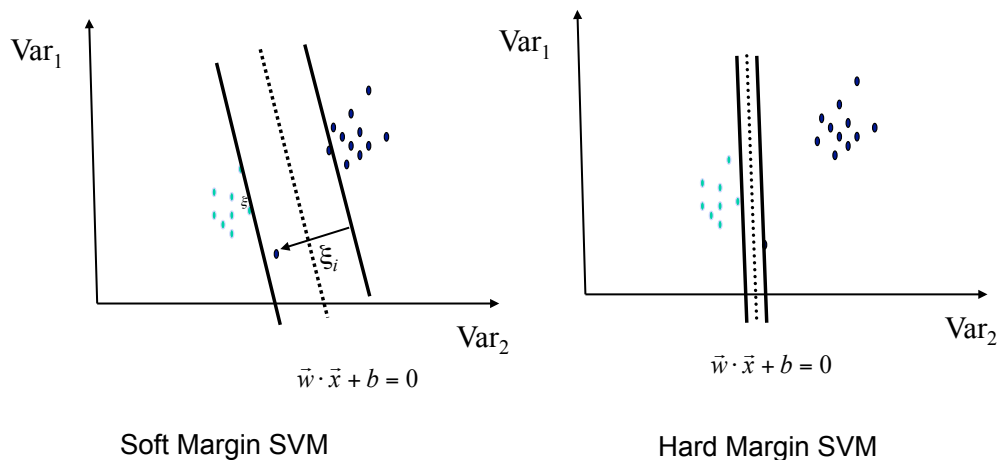 Var₁
ξ
ξᵢ
Var₂
w⃗ · x⃗ + b = 0
Soft Margin SVM
Var₁
Var₂
w⃗ · x⃗ + b = 0
Hard Margin SVM